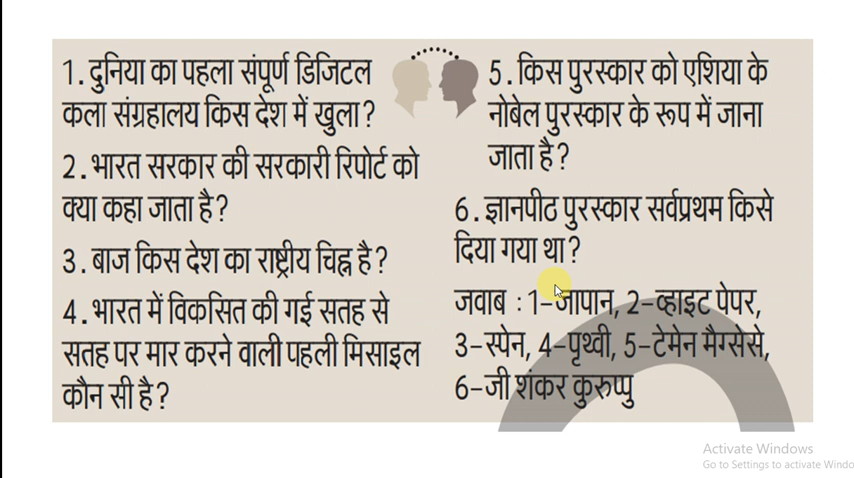 1. दुनिया का पहला संपूर्ण डिजिटल
कला संग्रहालय किस देश में खुला?
2. भारत सरकार की सरकारी रिपोर्ट को
क्या कहा जाता है?
3. बाज किस देश का राष्ट्रीय चिह्न है?
4. भारत में विकसित की गई सतह से
सतह पर मार करने वाली पहली मिसाइल
कौन सी है?
5. किस पुरस्कार को एशिया के
नोबेल पुरस्कार के रूप में जाना
जाता है?
6. ज्ञानपीठ पुरस्कार सर्वप्रथम किसे
दिया गया था?
जवाब : 1-जापान, 2-व्हाइट पेपर,
3-स्पेन, 4-पृथ्वी, 5-टेमेन मैग्सेसे,
6-जी शंकर कुरुप्पु
Activate Windows
Go to Settings to activate Windo